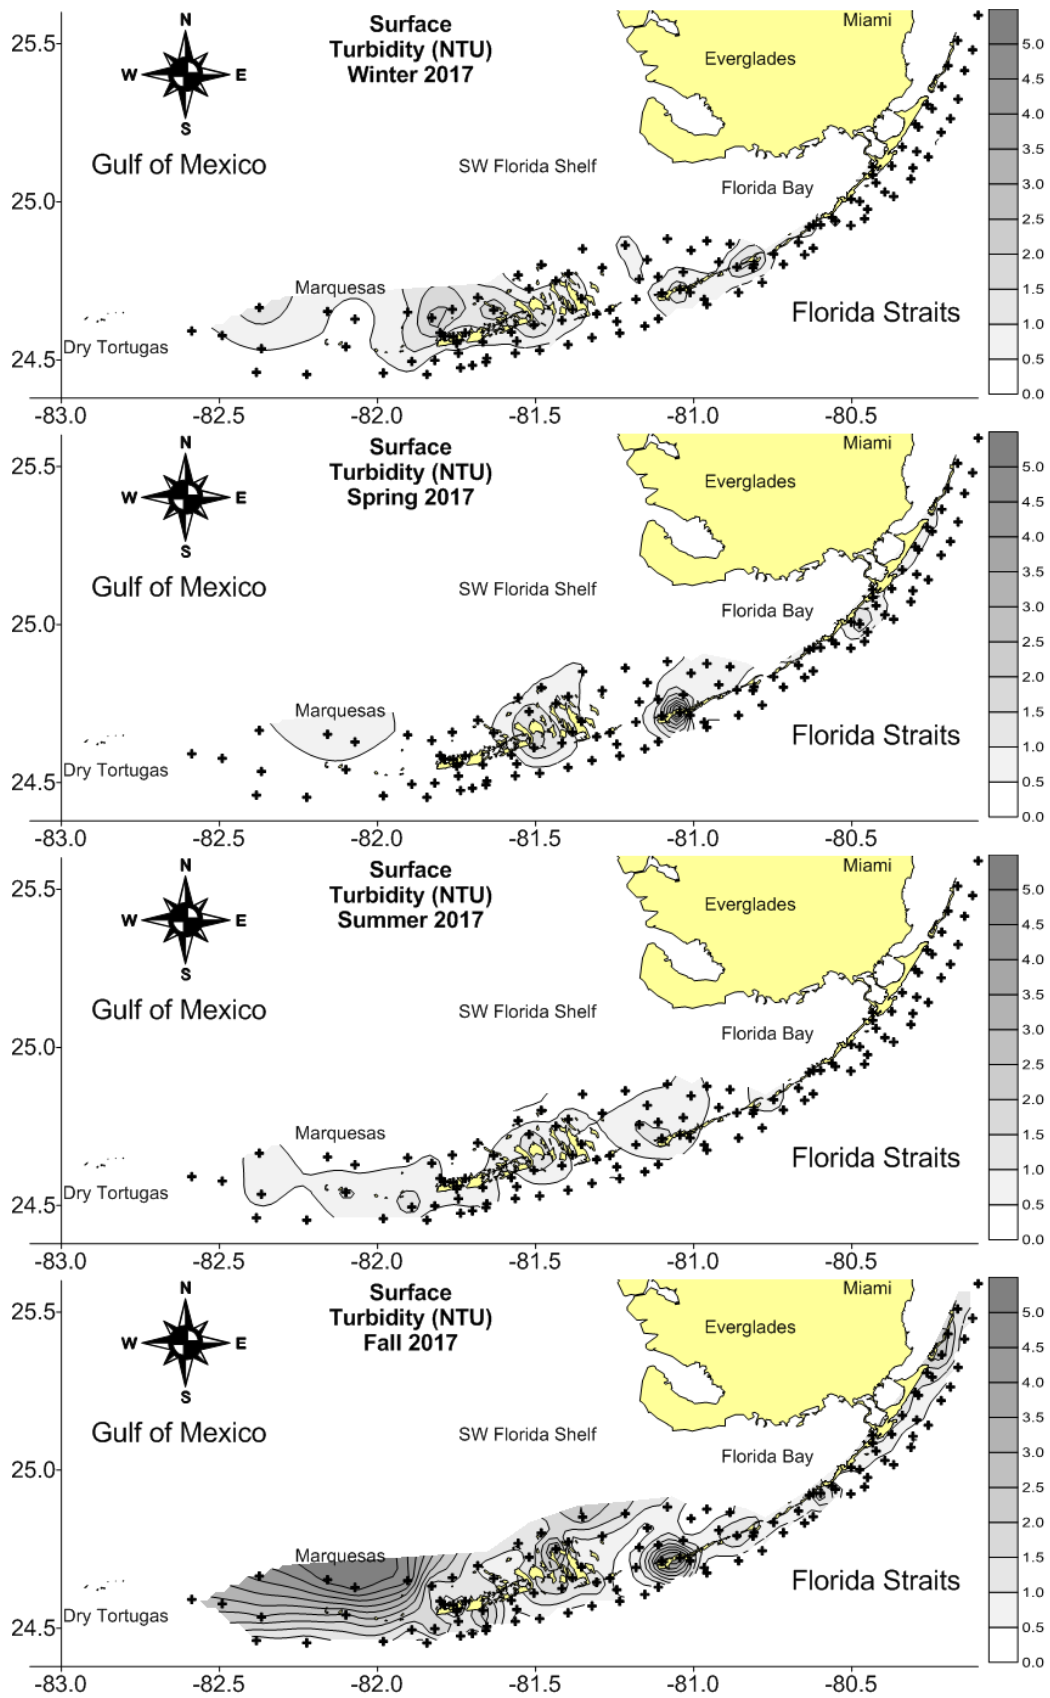 Surface
Turbidity (NTU)
Winter 2017
N
W E
S
Miami
Everglades
Gulf of Mexico
SW Florida Shelf
Florida Bay
Marquesas
Florida Straits
Dry Tortugas
25.5
25.0
24.5
-83.0 -82.5 -82.0 -81.5 -81.0 -80.5
5.0
4.5
4.0
3.5
3.0
2.5
2.0
1.5
1.0
0.5
0.0
Surface
Turbidity (NTU)
Spring 2017
N
W E
S
Miami
Everglades
Gulf of Mexico
SW Florida Shelf
Florida Bay
Marquesas
Florida Straits
Dry Tortugas
25.5
25.0
24.5
-83.0 -82.5 -82.0 -81.5 -81.0 -80.5
5.0
4.5
4.0
3.5
3.0
2.5
2.0
1.5
1.0
0.5
0.0
Surface
Turbidity (NTU)
Summer 2017
N
W E
S
Miami
Everglades
Gulf of Mexico
SW Florida Shelf
Florida Bay
Marquesas
Florida Straits
Dry Tortugas
25.5
25.0
24.5
-83.0 -82.5 -82.0 -81.5 -81.0 -80.5
5.0
4.5
4.0
3.5
3.0
2.5
2.0
1.5
1.0
0.5
0.0
Surface
Turbidity (NTU)
Fall 2017
N
W E
S
Miami
Everglades
Gulf of Mexico
SW Florida Shelf
Florida Bay
Marquesas
Florida Straits
Dry Tortugas
25.5
25.0
24.5
-83.0 -82.5 -82.0 -81.5 -81.0 -80.5
5.0
4.5
4.0
3.5
3.0
2.5
2.0
1.5
1.0
0.5
0.0